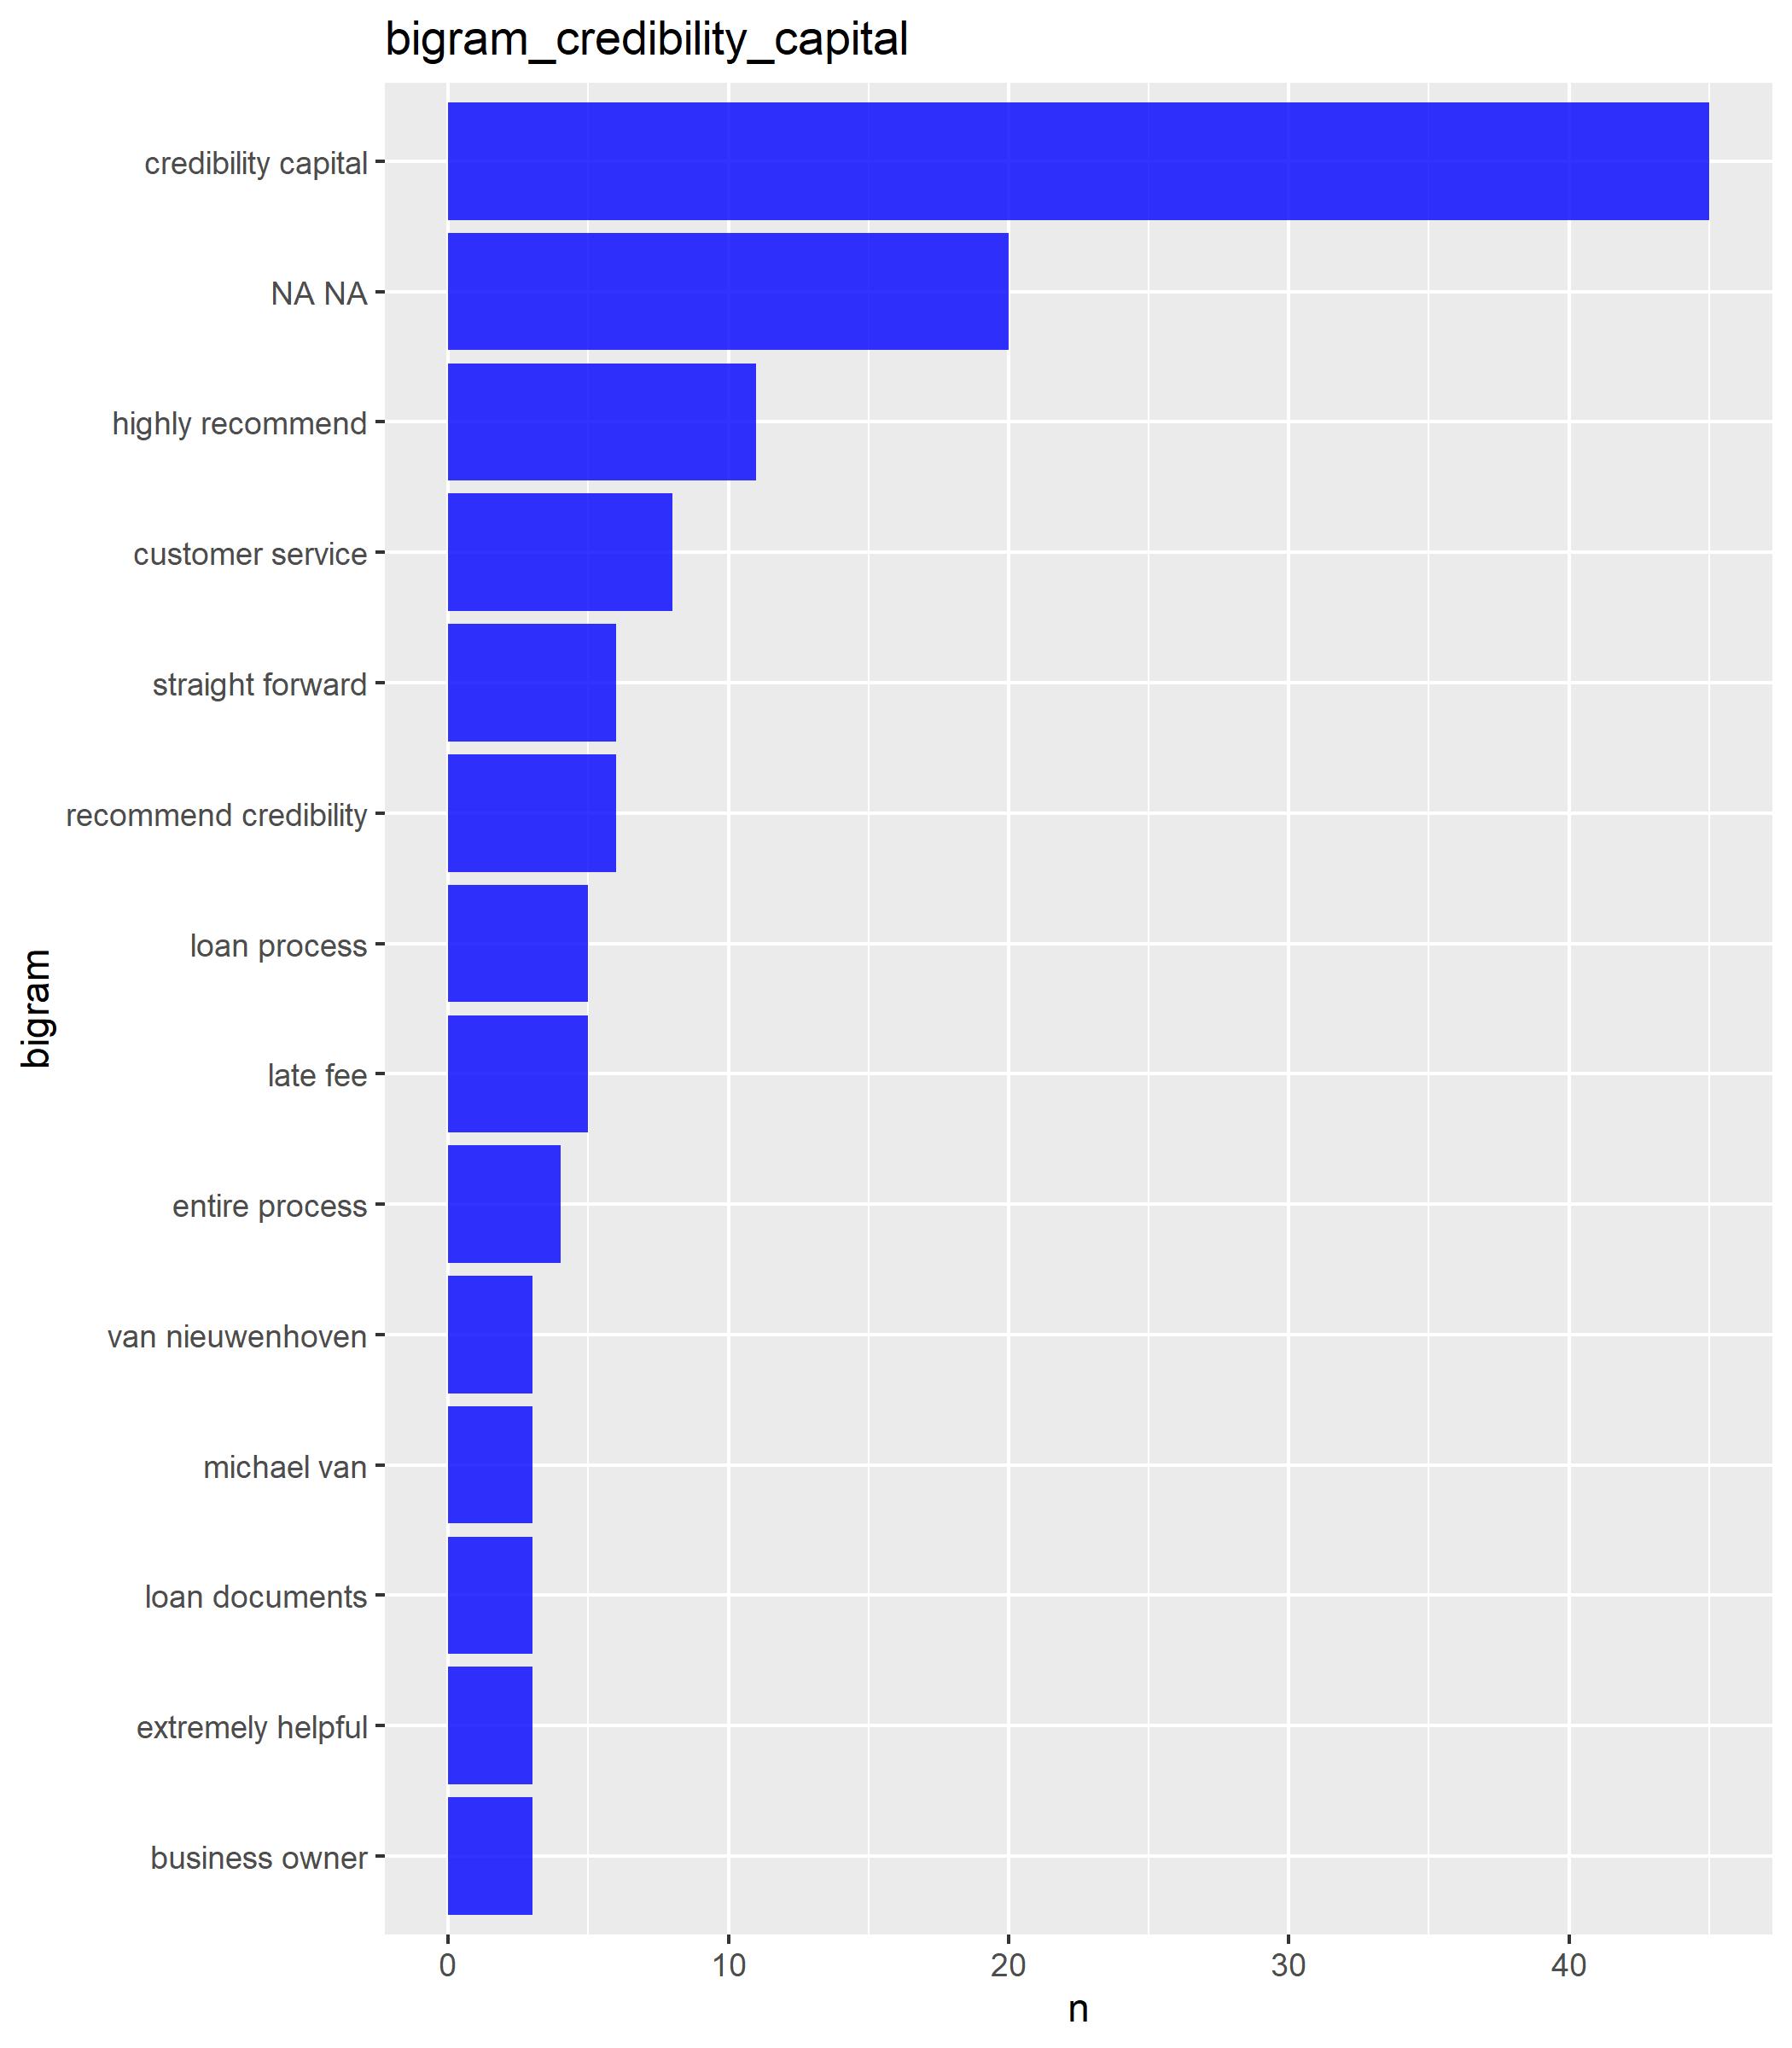 bigram_credibility_capital
credibility capital
NA NA
highly recommend
customer service
straight forward
recommend credibility
loan process
late fee
entire process
van nieuwenhoven
michael van
loan documents
extremely helpful
business owner
bigram
0 10 20 30 40
n